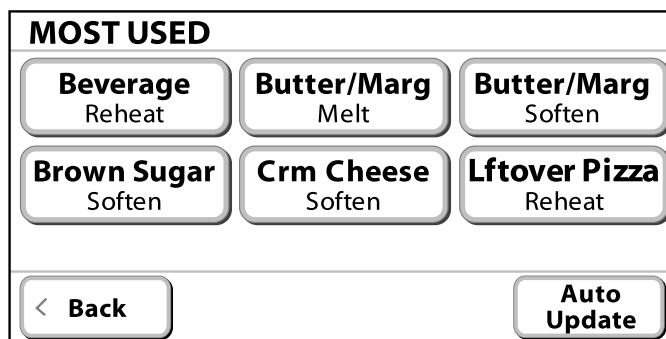 MOST USED
Beverage
Reheat
Butter/Marg
Melt
Butter/Marg
Soften
Brown Sugar
Soften
Crm Cheese
Soften
Lftover Pizza
Reheat
< Back
Auto
Update